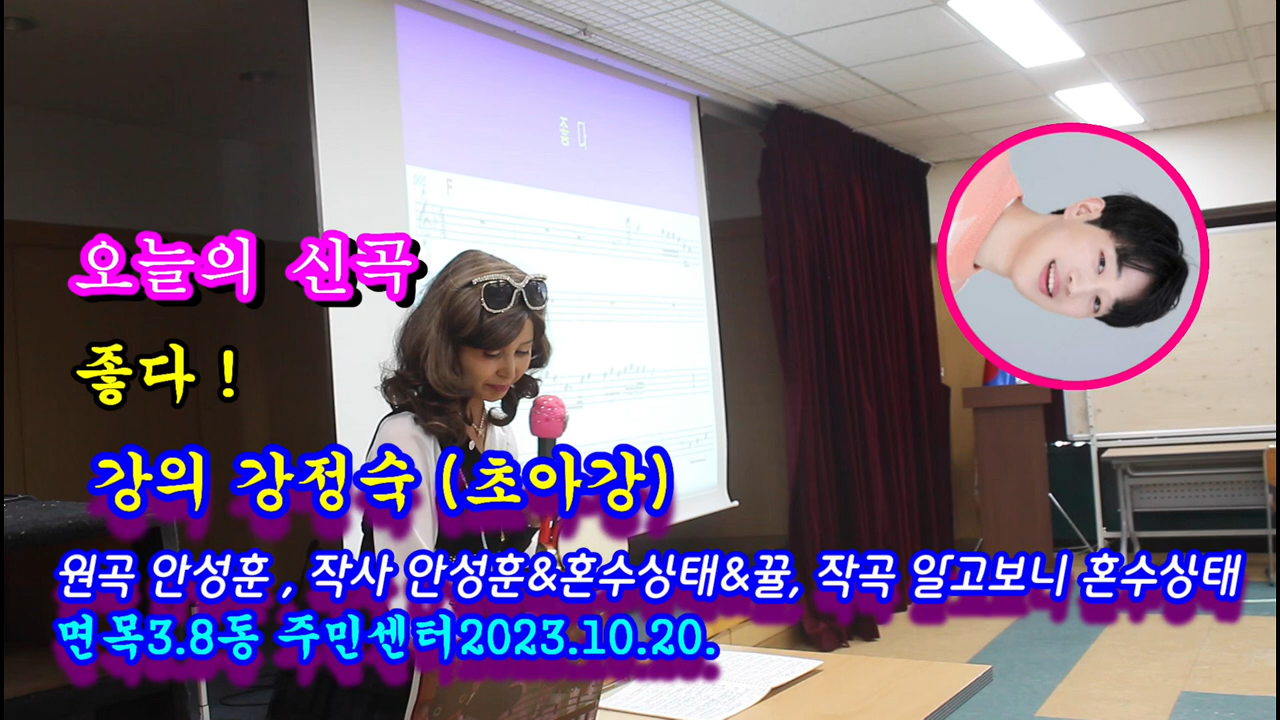 좋다
F
오늘의 신곡
좋다 !
강의 강정숙 (초아강)
원곡 안성훈 , 작사 안성훈&혼수상태&뀰, 작곡 알고보니 혼수상태
면목3.8동 주민센터2023.10.20.